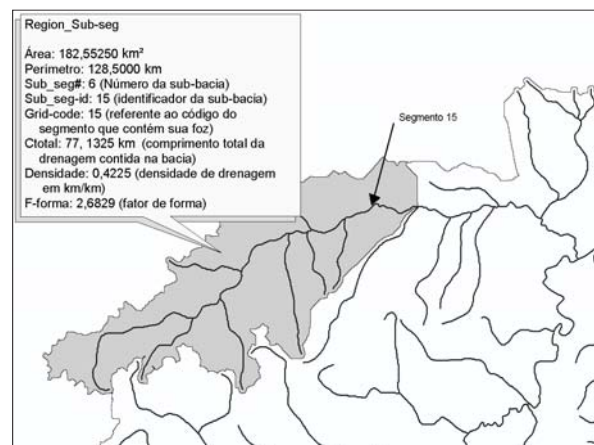 Region_Sub-seg
Área: 182,55250 km²
Perímetro: 128,5000 km
Sub_seg#: 6 (Número da sub-bacia)
Sub_seg-id: 15 (identificador da sub-bacia)
Grid-code: 15 (referente ao código do
segmento que contém sua foz)
Ctotal: 77, 1325 km (comprimento total da
drenagem contida na bacia)
Densidade: 0,4225 (densidade de drenagem
em km/km)
F-forma: 2,6829 (fator de forma)
Segmento 15